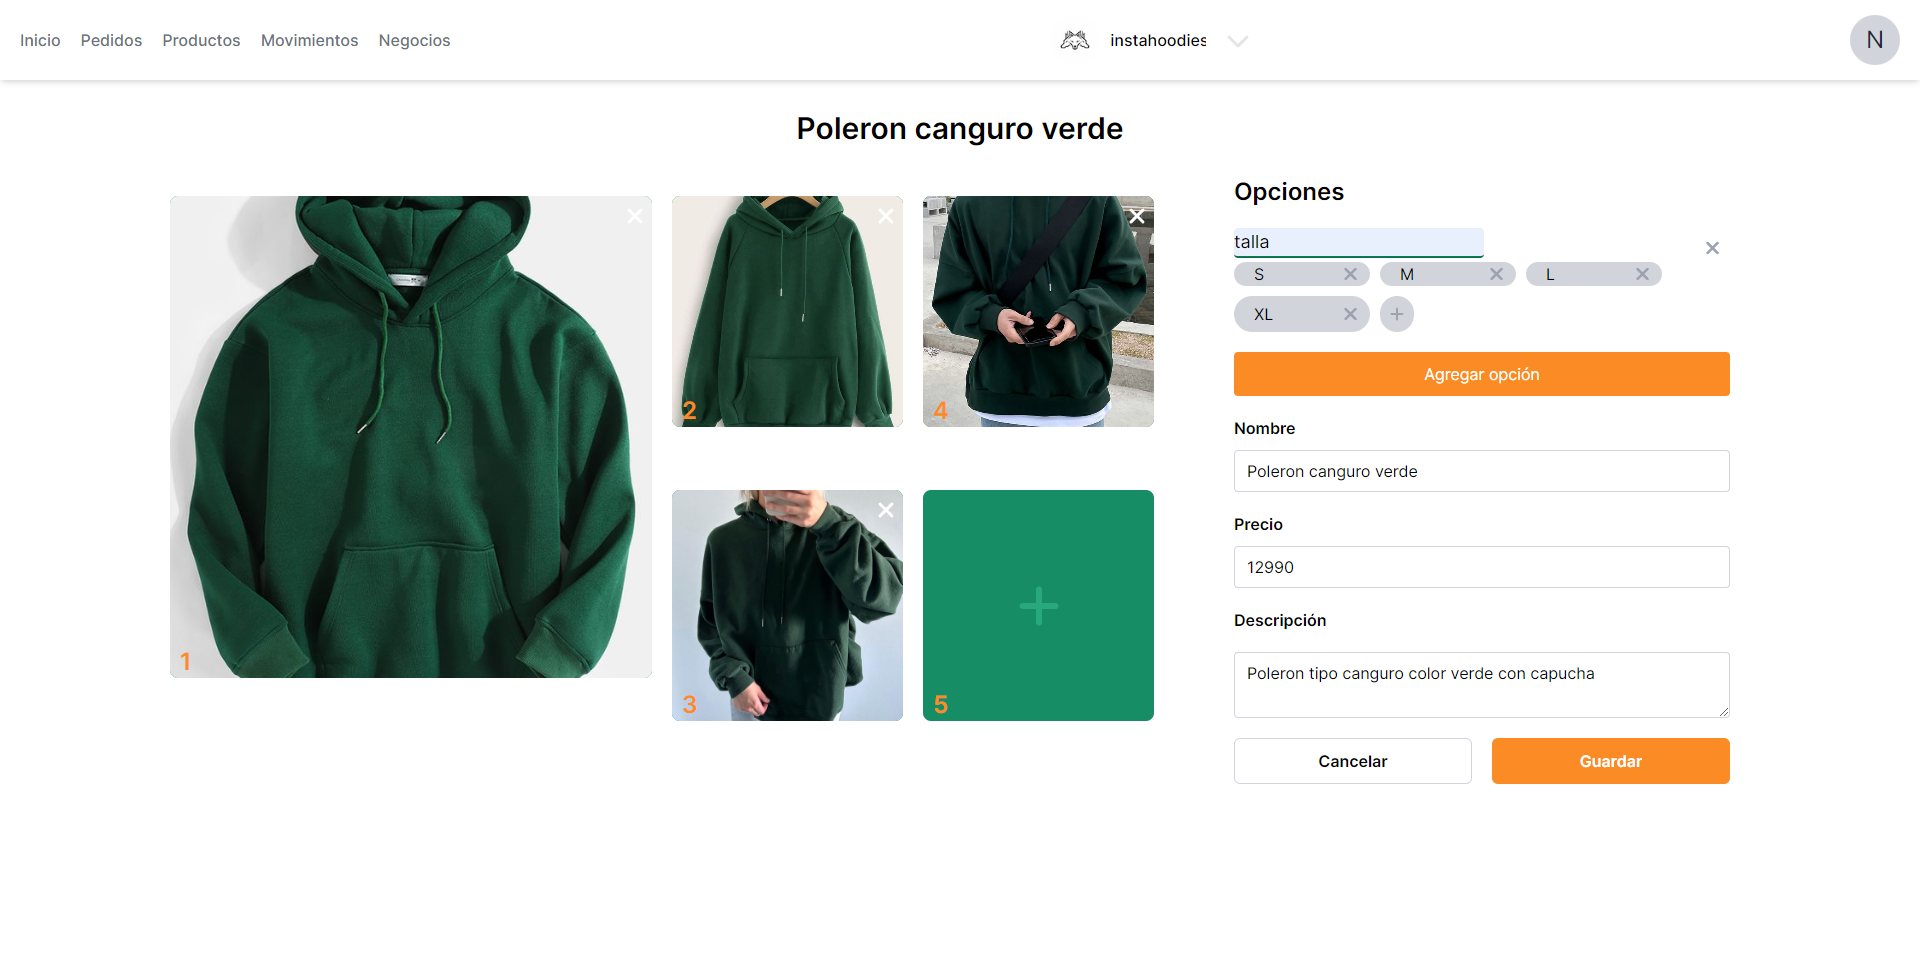 Inicio Pedidos Productos Movimientos Negocios
instahoodies
N
Poleron canguro verde
1
2
4
3
5
Opciones
talla
S M L
XL
Agregar opción
Nombre
Poleron canguro verde
Precio
12990
Descripción
Poleron tipo canguro color verde con capucha
Cancelar Guardar